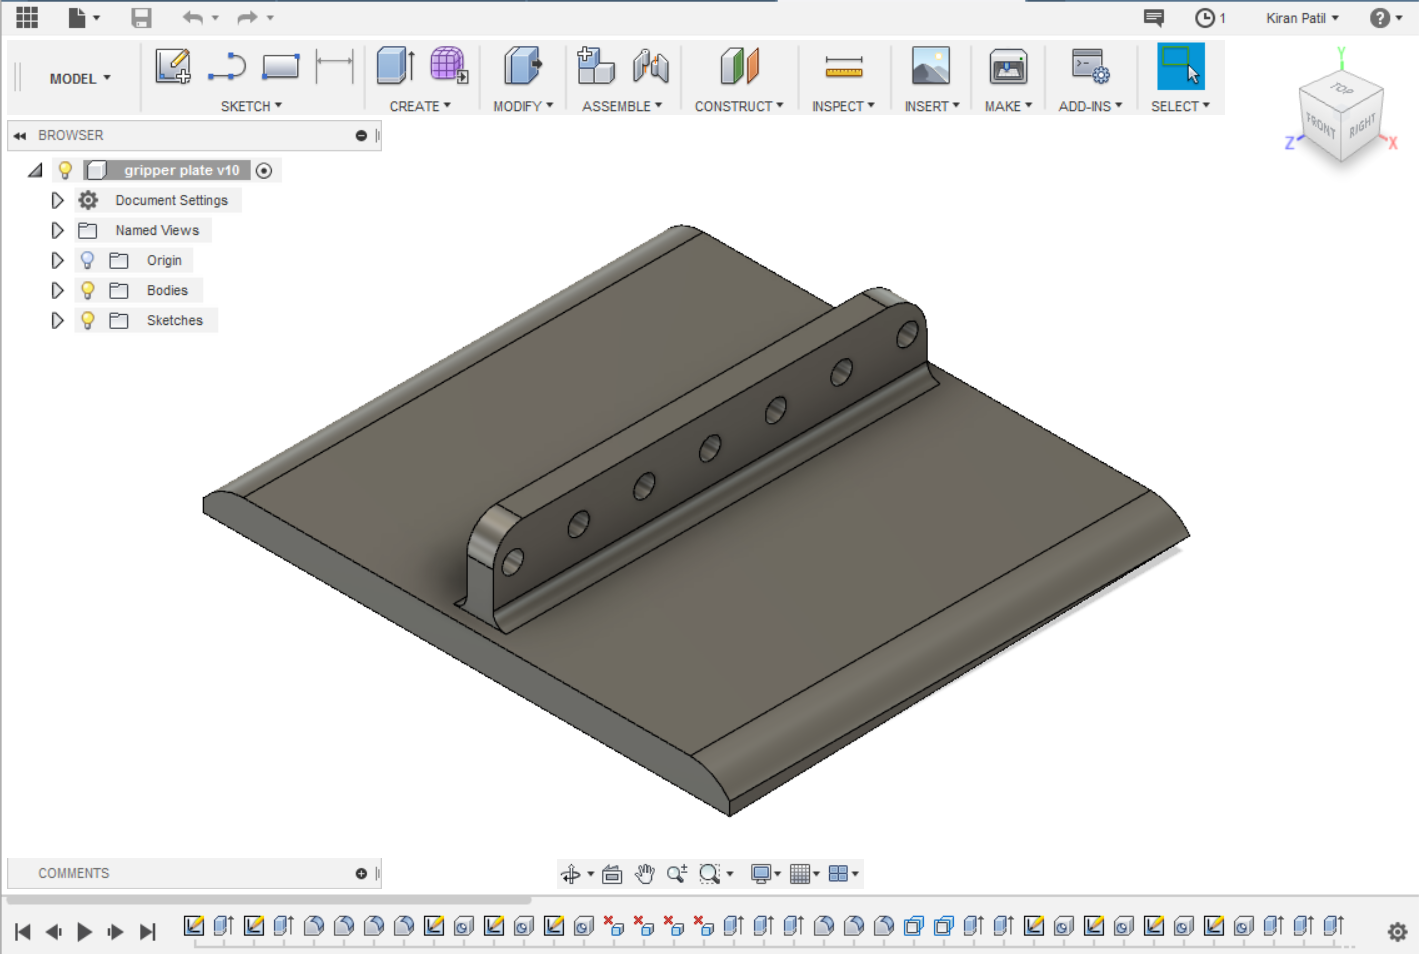 1
Kiran Patil
?
MODEL
SKETCH
CREATE
MODIFY
ASSEMBLE
CONSTRUCT
INSPECT
INSERT
MAKE
ADD-INS
SELECT
Y
TOP
FRONT
RIGHT
Z
X
BROWSER
gripper plate v10
Document Settings
Named Views
Origin
Bodies
Sketches
COMMENTS